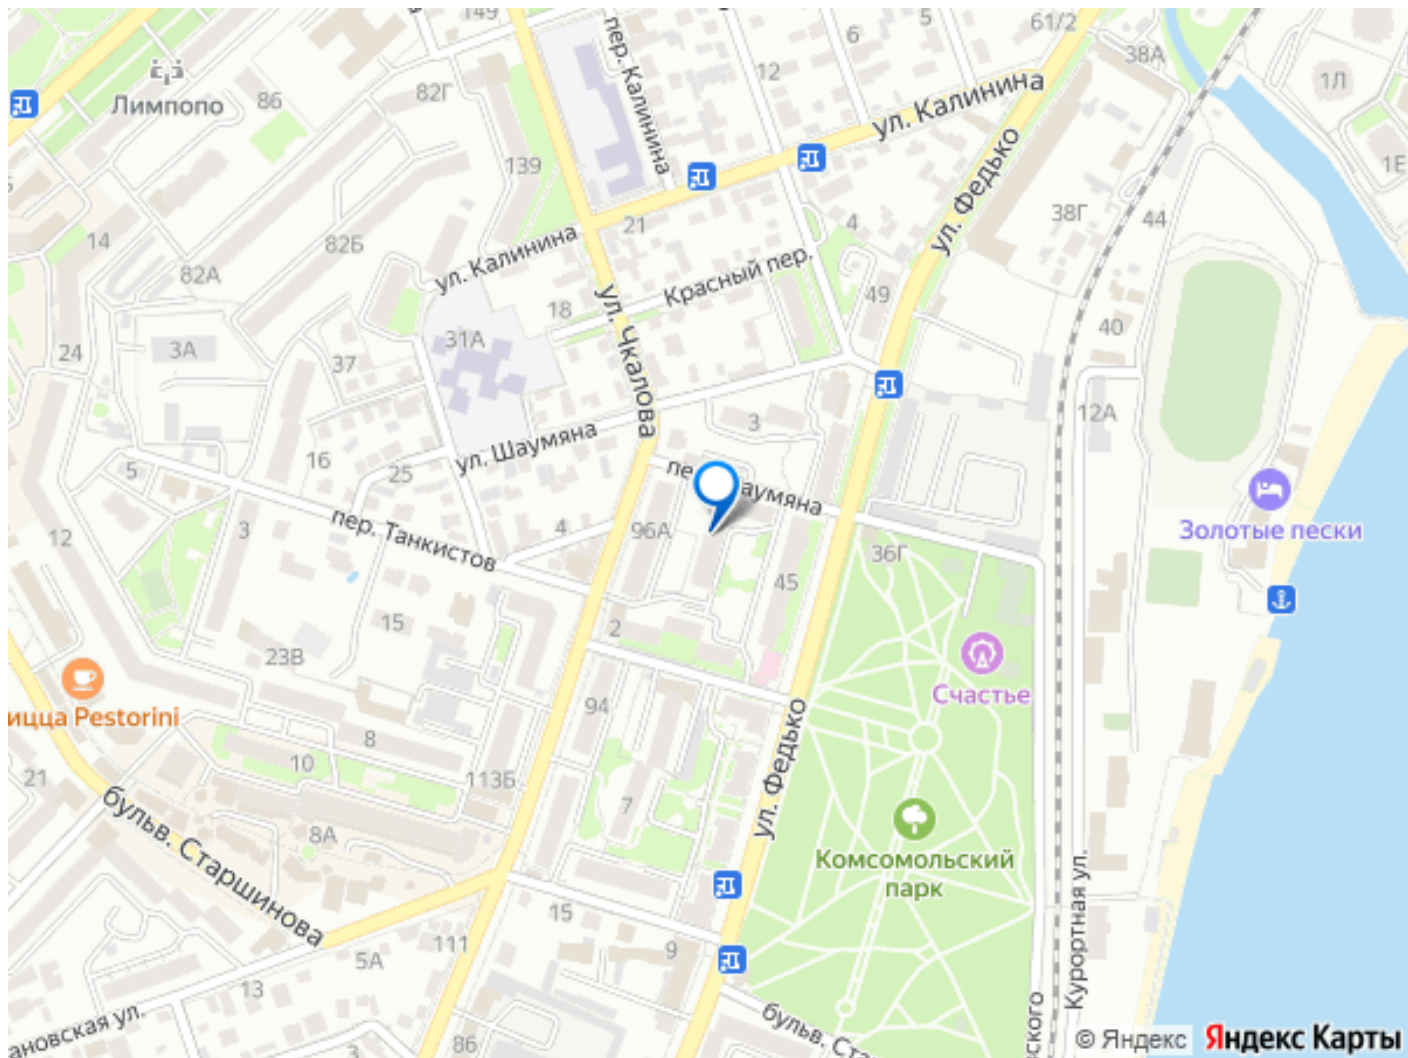 149
61/2
5
6
38А
12
1Л
пер. Калинина
ул. Калинина
82Г
86
Лимпопо
139
1Е
ул. Федько
38Г
44
21
4
14
82Б
ул. Калинина
82А
Красный пер.
18
ул. Чкалова
49
40
31А
3А
24
37
12А
3
ул. Шаумяна
16
25
5
Золотые пески
3
пер. Танкистов
4
96А
12
36Г
45
15
2
23В
Счастье
ицца Pestorini
94
ул. Федько
8
10
113Б
21
7
8А
бульв. Старшинова
Комсомольский
парк
Курортная ул.
15
111
9
5А
13
ановская ул.
86
бульв. Ста
ского
© Яндекс
Яндекс Карты